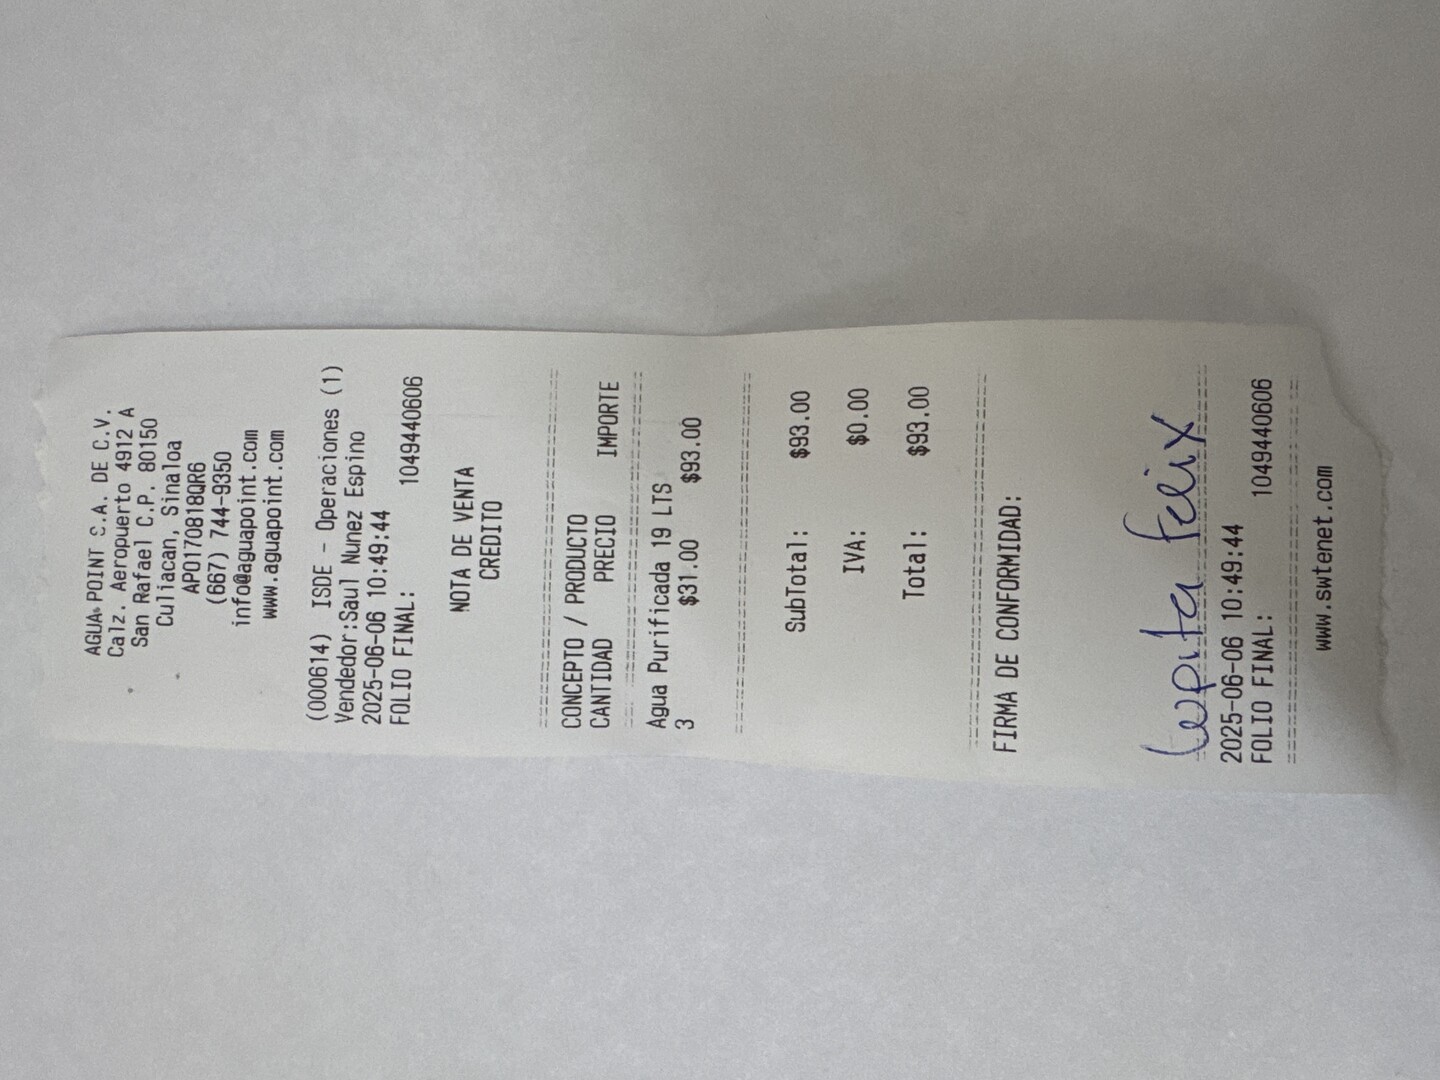 AGUA POINT S.A. DE C.V.
Calz. Aeropuerto 4912 A
San Rafael C.P. 80150
Culiacan, Sinaloa
APO170818QR6
(667) 744-9350
info@aguapoint.com
www.aguapoint.com
(000614) ISDE - Operaciones (1)
Vendedor:Saul Nunez Espino
2025-06-06 10:49:44
FOLIO FINAL: 1049440606
NOTA DE VENTA
CREDITO
CONCEPTO / PRODUCTO
CANTIDAD PRECIO IMPORTE
Agua Purificada 19 LTS
3 $31.00 $93.00
SubTotal: $93.00
IVA: $0.00
Total: $93.00
FIRMA DE CONFORMIDAD:
Lupita Felix
2025-06-06 10:49:44
FOLIO FINAL: 1049440606
www.swtenet.com